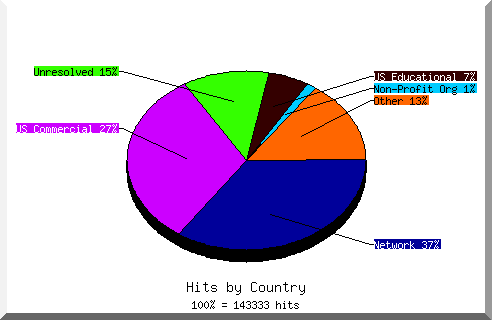 Unresolved 15%
US Educational 7%
Non-Profit Org 1%
Other 13%
US Commercial 27%
Network 37%
Hits by Country
100% = 143333 hits